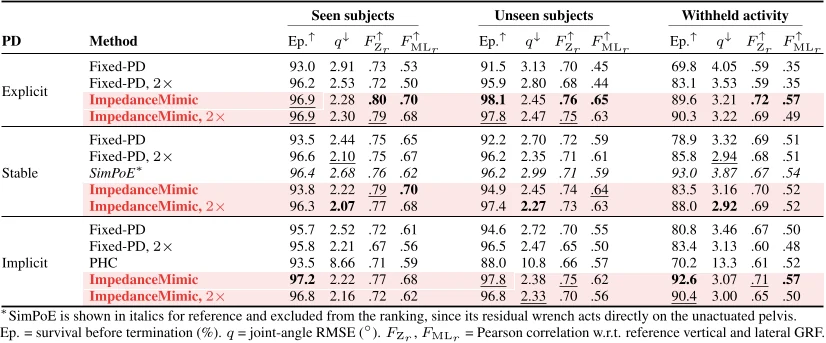 Seen subjects Unseen subjects Withheld activity
PD Method Ep.↑ q↓ F↑Zr F↑MLr Ep.↑ q↓ F↑Zr F↑MLr Ep.↑ q↓ F↑Zr F↑MLr
Explicit
Fixed-PD 93.0 2.91 .73 .53 91.5 3.13 .70 .45 69.8 4.05 .59 .35
Fixed-PD, 2× 96.2 2.53 .72 .50 95.9 2.80 .68 .44 83.1 3.53 .59 .35
ImpedanceMimic 96.9 2.28 .80 .70 98.1 2.45 .76 .65 89.6 3.21 .72 .57
ImpedanceMimic, 2× 96.9 2.30 .79 .68 97.8 2.47 .75 .63 90.3 3.22 .69 .49
Stable
Fixed-PD 93.5 2.44 .75 .65 92.2 2.70 .72 .59 78.9 3.32 .69 .51
Fixed-PD, 2× 96.6 2.10 .75 .67 96.2 2.35 .71 .61 85.8 2.94 .68 .51
SimPoE* 96.4 2.68 .76 .62 96.2 2.99 .71 .59 93.0 3.87 .67 .54
ImpedanceMimic 93.8 2.22 .79 .70 94.9 2.45 .74 .64 83.5 3.16 .70 .52
ImpedanceMimic, 2× 96.3 2.07 .77 .68 97.4 2.27 .73 .63 88.0 2.92 .69 .52
Implicit
Fixed-PD 95.7 2.52 .72 .61 94.6 2.72 .70 .55 80.8 3.46 .67 .50
Fixed-PD, 2× 95.8 2.21 .67 .56 96.5 2.47 .65 .50 83.4 3.13 .60 .48
PHC 93.5 8.66 .71 .59 88.0 10.8 .66 .57 70.2 13.3 .61 .52
ImpedanceMimic 97.2 2.22 .77 .68 97.8 2.38 .75 .62 92.6 3.07 .71 .57
ImpedanceMimic, 2× 96.8 2.16 .72 .62 96.8 2.33 .70 .56 90.4 3.00 .65 .50
*SimPoE is shown in italics for reference and excluded from the ranking, since its residual wrench acts directly on the unactuated pelvis.
Ep. = survival before termination (%). q = joint-angle RMSE (°). FZr, FMLr = Pearson correlation w.r.t. reference vertical and lateral GRF.